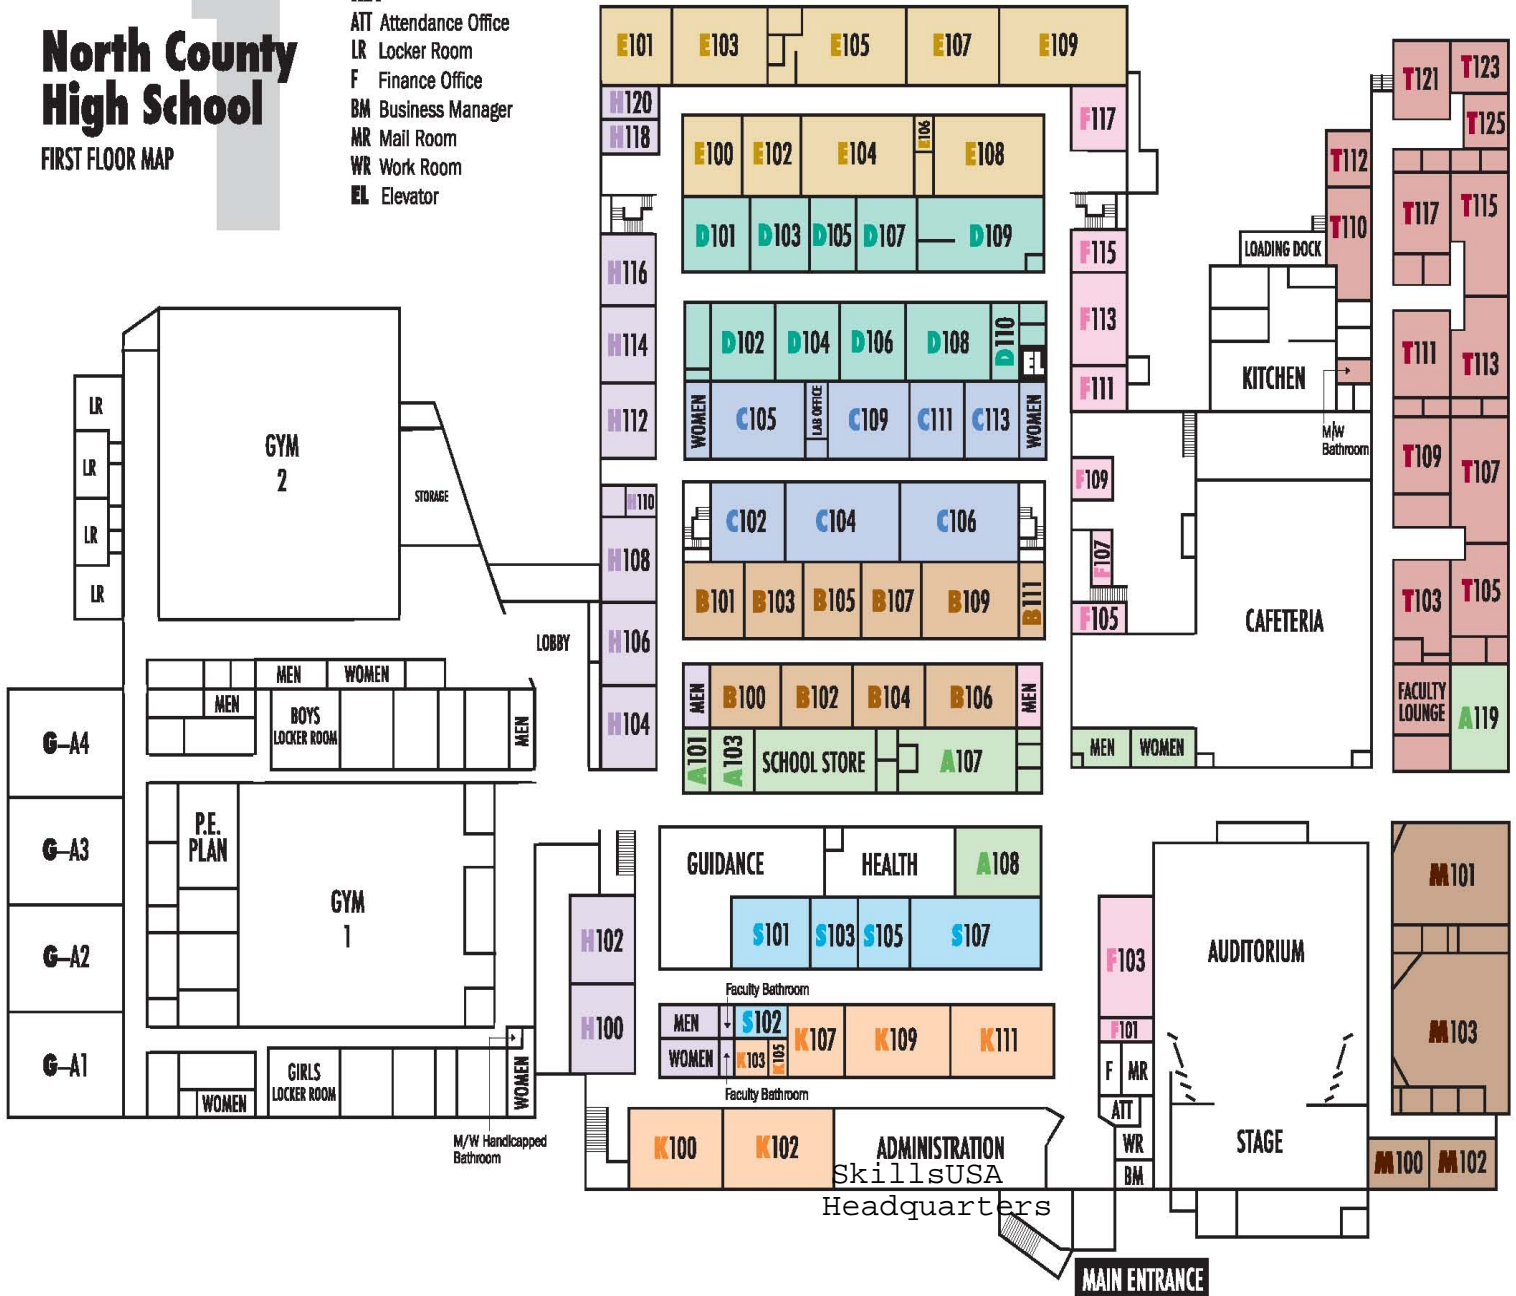 North County
High School
FIRST FLOOR MAP
1
ATT Attendance Office
LR Locker Room
F Finance Office
BM Business Manager
MR Mail Room
WR Work Room
EL Elevator
E101
E103
E105
E107
E109
H120
H118
F117
E100
E102
E104
E106
E108
D101
D103
D105
D107
D109
H116
H114
H112
F115
F113
F111
D102
D104
D106
D108
D110
EL
WOMEN
C105
LAB OFFICE
C109
C111
C113
WOMEN
T121
T123
T125
T112
T110
T117
T115
LOADING DOCK
KITCHEN
M/W
Bathroom
T111
T113
T109
T107
T103
T105
FACULTY
LOUNGE
A119
LR
LR
LR
LR
GYM
2
STORAGE
LOBBY
H110
H108
H106
H104
C102
C104
C106
B101
B103
B105
B107
B109
B111
F109
F107
F105
CAFETERIA
MEN
WOMEN
MEN
B100
B102
B104
B106
MEN
A101
A103
SCHOOL STORE
A107
MEN
WOMEN
MEN
BOYS
LOCKER ROOM
MEN
G–A4
G–A3
G–A2
G–A1
P.E.
PLAN
GYM
1
GIRLS
LOCKER ROOM
WOMEN
WOMEN
M/W Handicapped
Bathroom
H102
H100
GUIDANCE
HEALTH
A108
S101
S103
S105
S107
Faculty Bathroom
MEN
S102
WOMEN
K103
K105
K107
K109
K111
Faculty Bathroom
K100
K102
ADMINISTRATION
SkillsUSA
Headquarters
F103
F101
F
MR
ATT
WR
BM
AUDITORIUM
STAGE
M101
M103
M100
M102
MAIN ENTRANCE